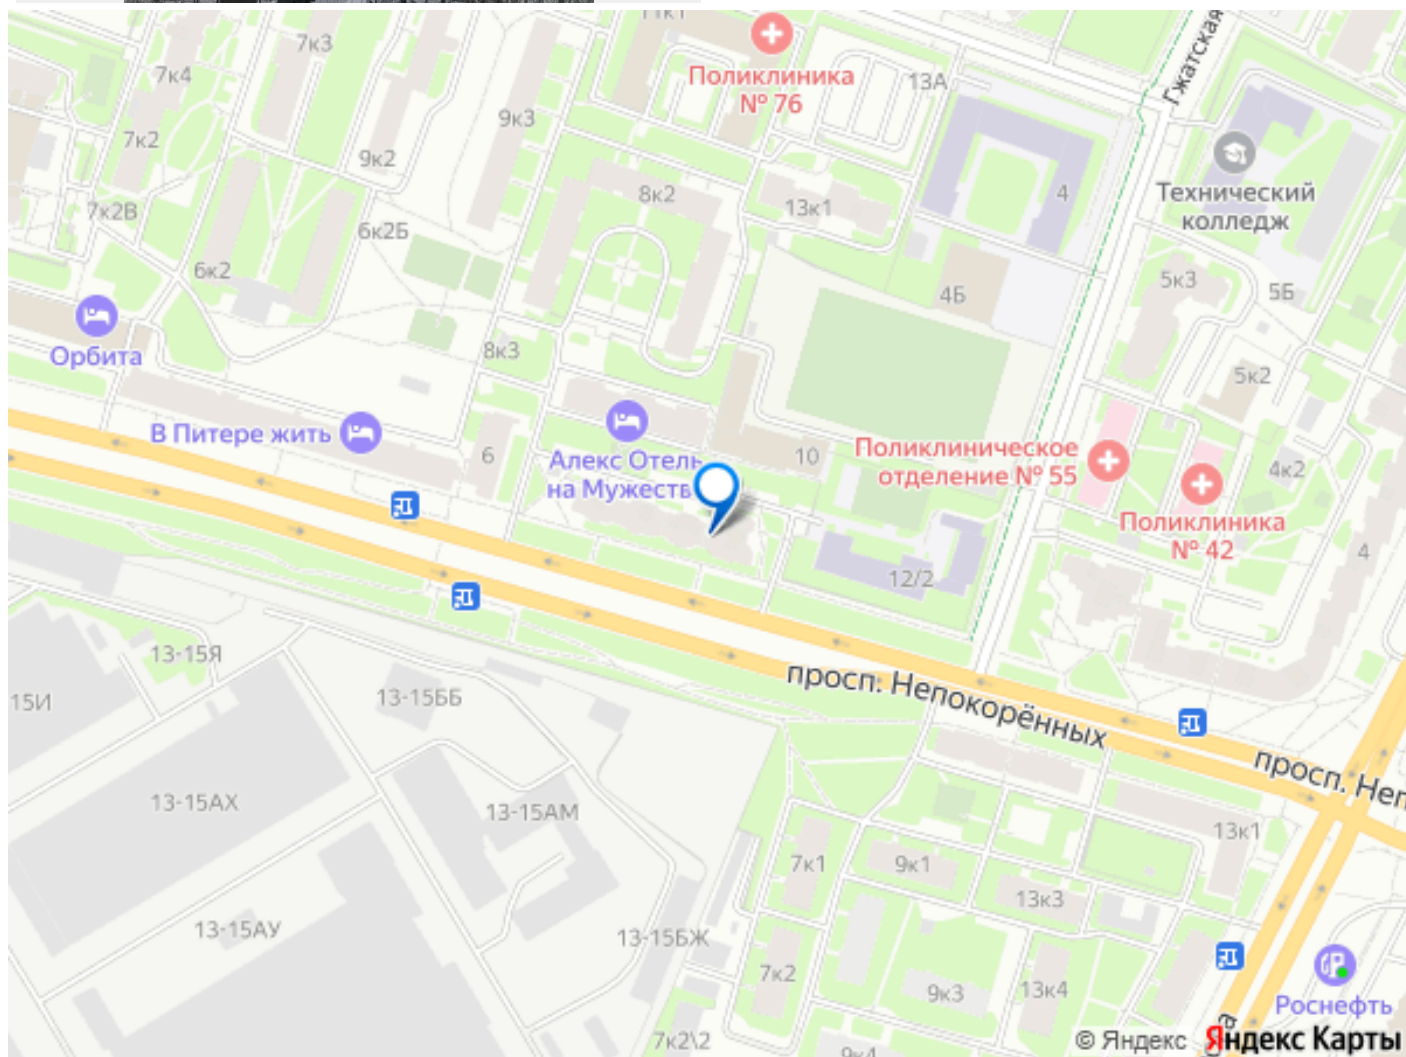 11к1
7к3
7к4
Поликлиника
№ 76
13А
Гжатская
9к3
7к2
9к2
Технический
колледж
8к2
4
13к1
7к2В
6к2Б
6к2
5к3
4Б
5Б
Орбита
8к3
5к2
В Питере жить
6
Алекс Отель
на Мужеств
10
Поликлиническое
отделение № 55
4к2
Поликлиника
№ 42
4
12/2
13-15Я
15И
13-15ББ
просп. Непокорённых
просп. Неп
13-15АХ
13-15АМ
13к1
7к1
9к1
13к3
13-15АУ
13-15БЖ
7к2
9к3
13к4
Роснефть
а
7к2\2
9к4
© Яндекс Яндекс Карты